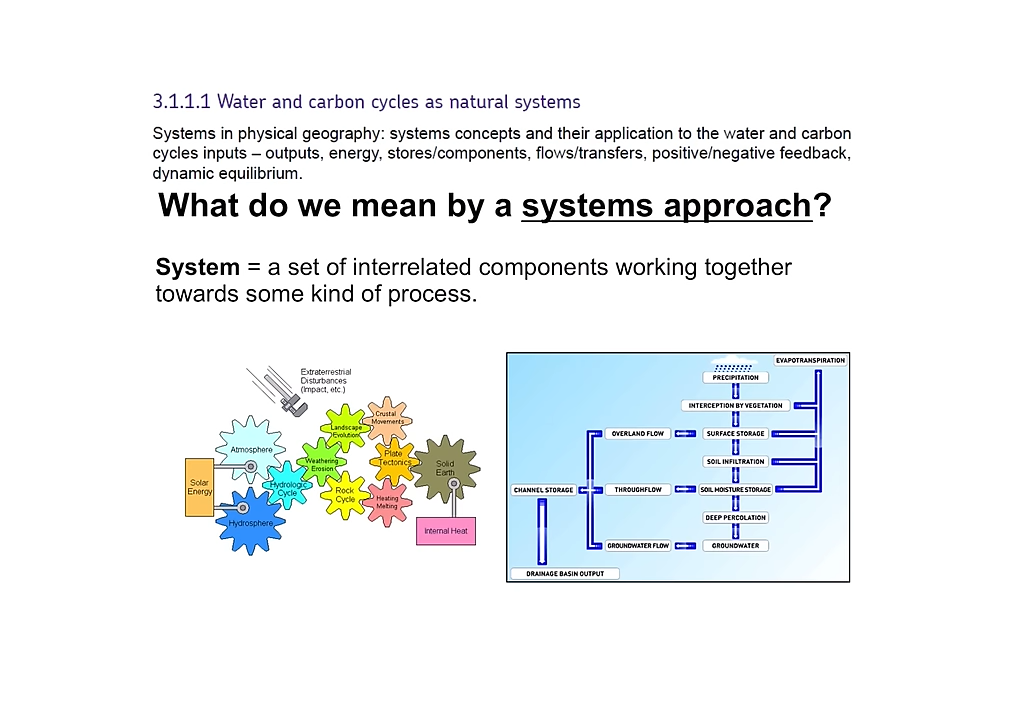 3.1.1.1 Water and carbon cycles as natural systems
Systems in physical geography: systems concepts and their application to the water and carbon
cycles inputs – outputs, energy, stores/components, flows/transfers, positive/negative feedback,
dynamic equilibrium.
What do we mean by a systems approach?
System = a set of interrelated components working together
towards some kind of process.
Extraterrestrial
Disturbances
(Impact, etc.)
Crustal
Movements
Landscape
Evolution
Atmosphere
Weathering
Erosion
Plate
Tectonics
Solid
Earth
Solar
Energy
Hydrologic
Cycle
Rock
Cycle
Heating
Melting
Hydrosphere
Internal Heat
EVAPOTRANSPIRATION
PRECIPITATION
INTERCEPTION BY VEGETATION
OVERLAND FLOW
SURFACE STORAGE
SOIL INFILTRATION
CHANNEL STORAGE
THROUGHFLOW
SOIL MOISTURE STORAGE
DEEP PERCOLATION
GROUNDWATER FLOW
GROUNDWATER
DRAINAGE BASIN OUTPUT